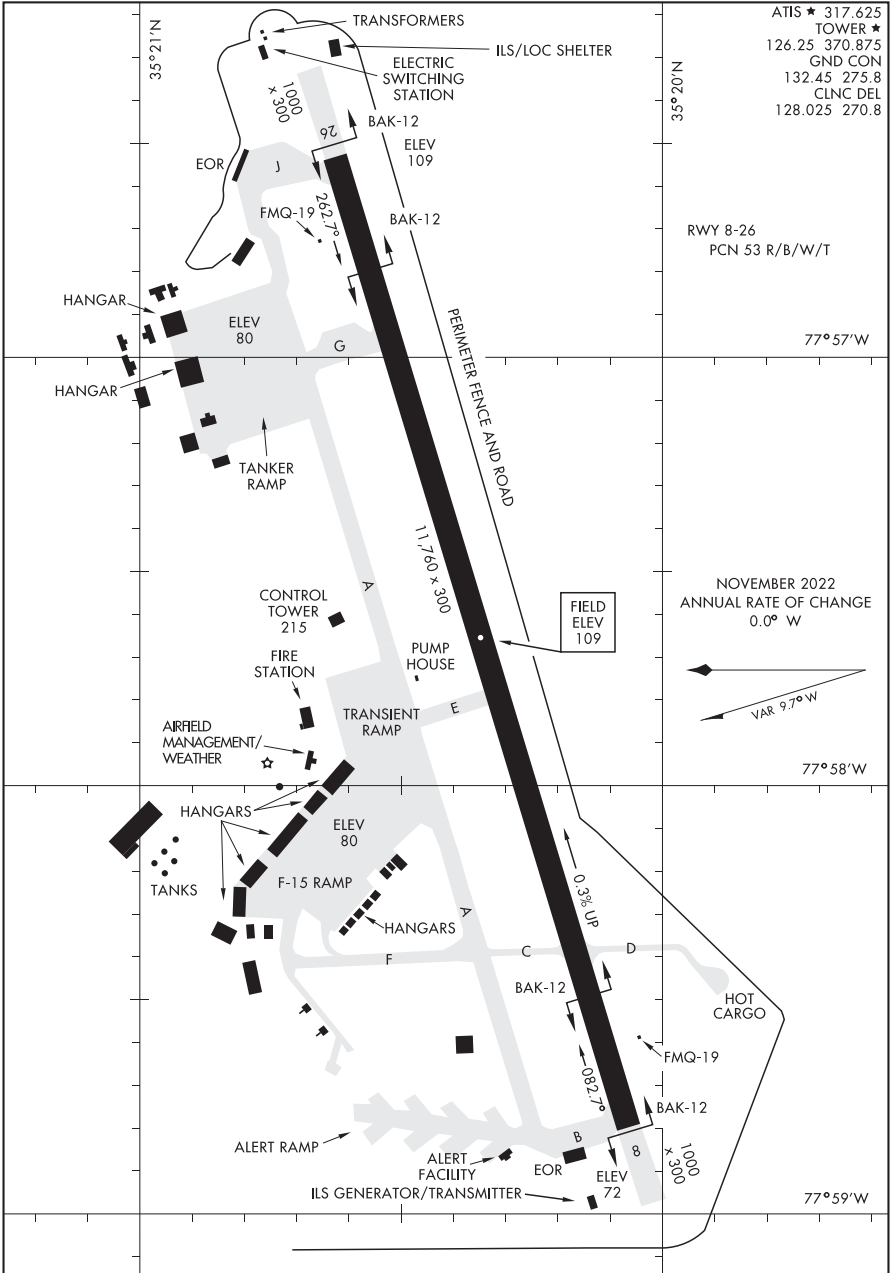 ATIS ★ 317.625
TOWER ★
126.25 370.875
GND CON
132.45 275.8
CLNC DEL
128.025 270.8
TRANSFORMERS
35°21'N
ILS/LOC SHELTER
ELECTRIC
SWITCHING
STATION
1000
x 300
35°20'N
BAK-12
26
ELEV
109
EOR
J
FMQ-19
262.7°
BAK-12
RWY 8-26
PCN 53 R/B/W/T
HANGAR
ELEV
80
G
PERIMETER FENCE AND ROAD
77°57'W
HANGAR
TANKER
RAMP
11,760 x 300
A
CONTROL
TOWER
215
FIELD
ELEV
109
NOVEMBER 2022
ANNUAL RATE OF CHANGE
0.0° W
VAR 9.7° W
PUMP
HOUSE
FIRE
STATION
TRANSIENT
RAMP
E
AIRFIELD
MANAGEMENT/
WEATHER
77°58'W
HANGARS
ELEV
80
TANKS
F-15 RAMP
0.3% UP
A
HANGARS
F
C
D
BAK-12
HOT
CARGO
FMQ-19
082.7°
BAK-12
ALERT RAMP
B
8
1000
x 300
ALERT
FACILITY
EOR
ELEV
72
ILS GENERATOR/TRANSMITTER
77°59'W